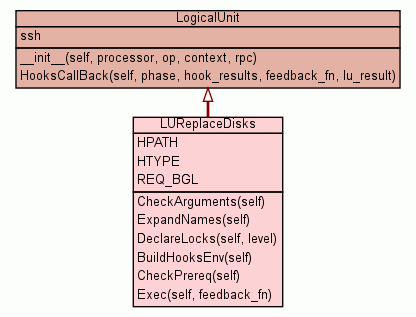 LogicalUnit
ssh
__init__(self, processor, op, context, rpc)
HooksCallBack(self, phase, hook_results, feedback_fn, lu_result)
LUReplaceDisks
HPATH
HTYPE
REQ_BGL
CheckArguments(self)
ExpandNames(self)
DeclareLocks(self, level)
BuildHooksEnv(self)
CheckPrereq(self)
Exec(self, feedback_fn)